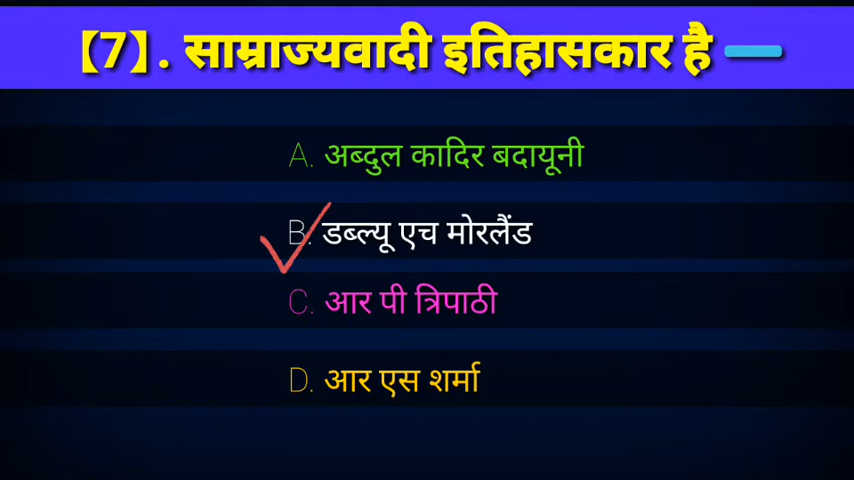 【7】. साम्राज्यवादी इतिहासकार है —
A. अब्दुल कादिर बदायूनी
B. डब्ल्यू एच मोरलैंड
C. आर पी त्रिपाठी
D. आर एस शर्मा